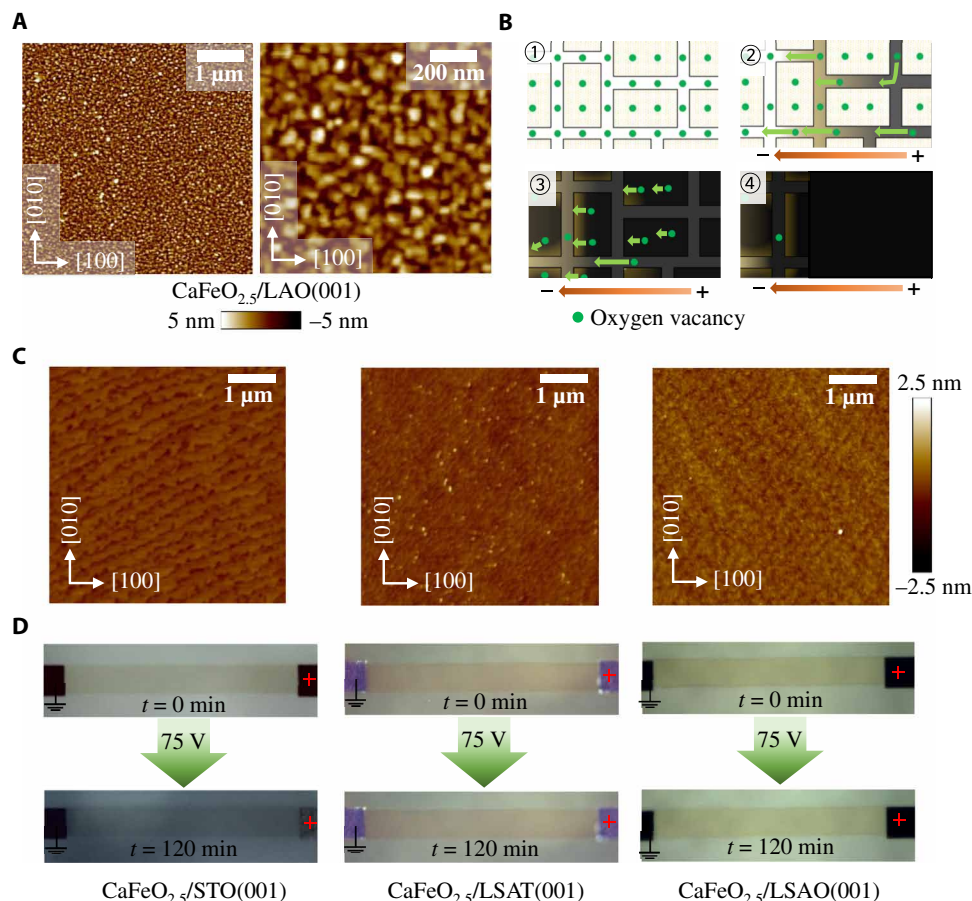 A
1 μm
[010]
[100]
200 nm
[010]
[100]
CaFeO2.5/LAO(001)
5 nm
–5 nm
B
①
②
– +
③
④
– +
– +
Oxygen vacancy
C
1 μm
[010]
[100]
1 μm
[010]
[100]
1 μm
[010]
[100]
2.5 nm
–2.5 nm
D
+
t = 0 min
+
t = 0 min
+
t = 0 min
75 V
75 V
75 V
+
t = 120 min
+
t = 120 min
+
t = 120 min
CaFeO2.5/STO(001)
CaFeO2.5/LSAT(001)
CaFeO2.5/LSAO(001)